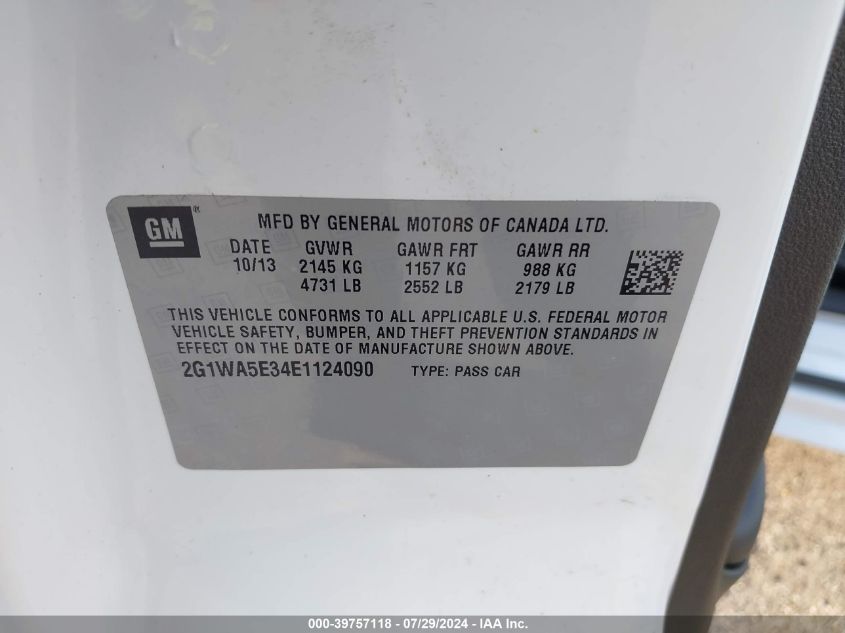 GM®
MFD BY GENERAL MOTORS OF CANADA LTD.
DATE GVWR GAWR FRT GAWR RR
10/13 2145 KG 1157 KG 988 KG
4731 LB 2552 LB 2179 LB
THIS VEHICLE CONFORMS TO ALL APPLICABLE U.S. FEDERAL MOTOR
VEHICLE SAFETY, BUMPER, AND THEFT PREVENTION STANDARDS IN
EFFECT ON THE DATE OF MANUFACTURE SHOWN ABOVE.
2G1WA5E34E1124090 TYPE: PASS CAR
000-39757118 - 07/29/2024 - IAA Inc.